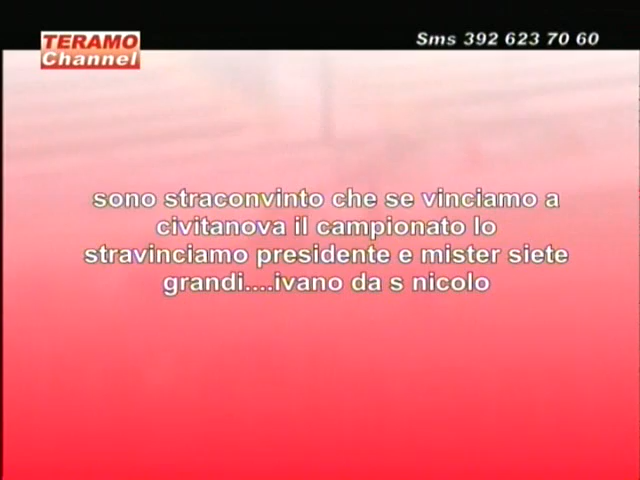 TERAMO
Channel
Sms 392 623 70 60
sono straconvinto che se vinciamo a
civitanova il campionato lo
stravinciamo presidente e mister siete
grandi....ivano da s nicolo